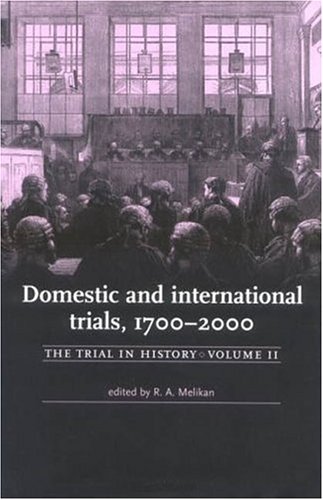 Domestic and international
trials, 1700–2000
THE TRIAL IN HISTORY ◇ VOLUME II
edited by R. A. Melikan